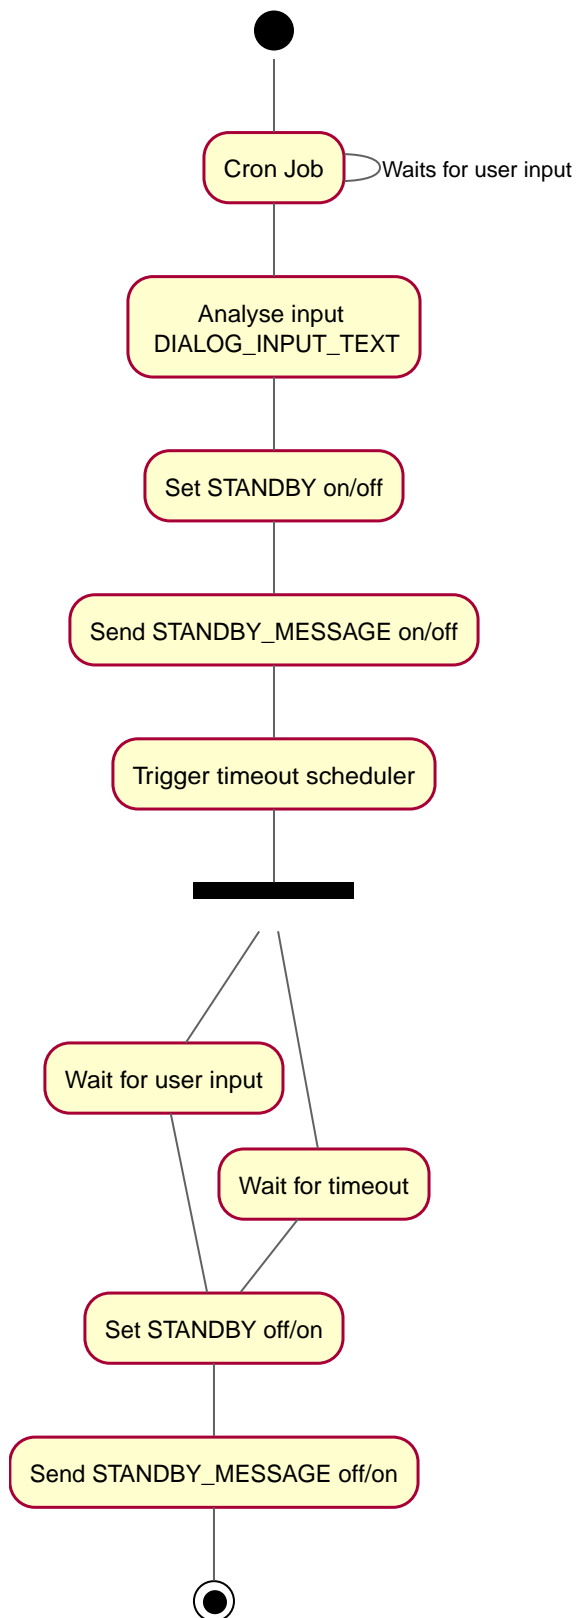 Cron Job
Waits for user input
Analyse input
DIALOG_INPUT_TEXT
Set STANDBY on/off
Send STANDBY_MESSAGE on/off
Trigger timeout scheduler
Wait for user input
Wait for timeout
Set STANDBY off/on
Send STANDBY_MESSAGE off/on